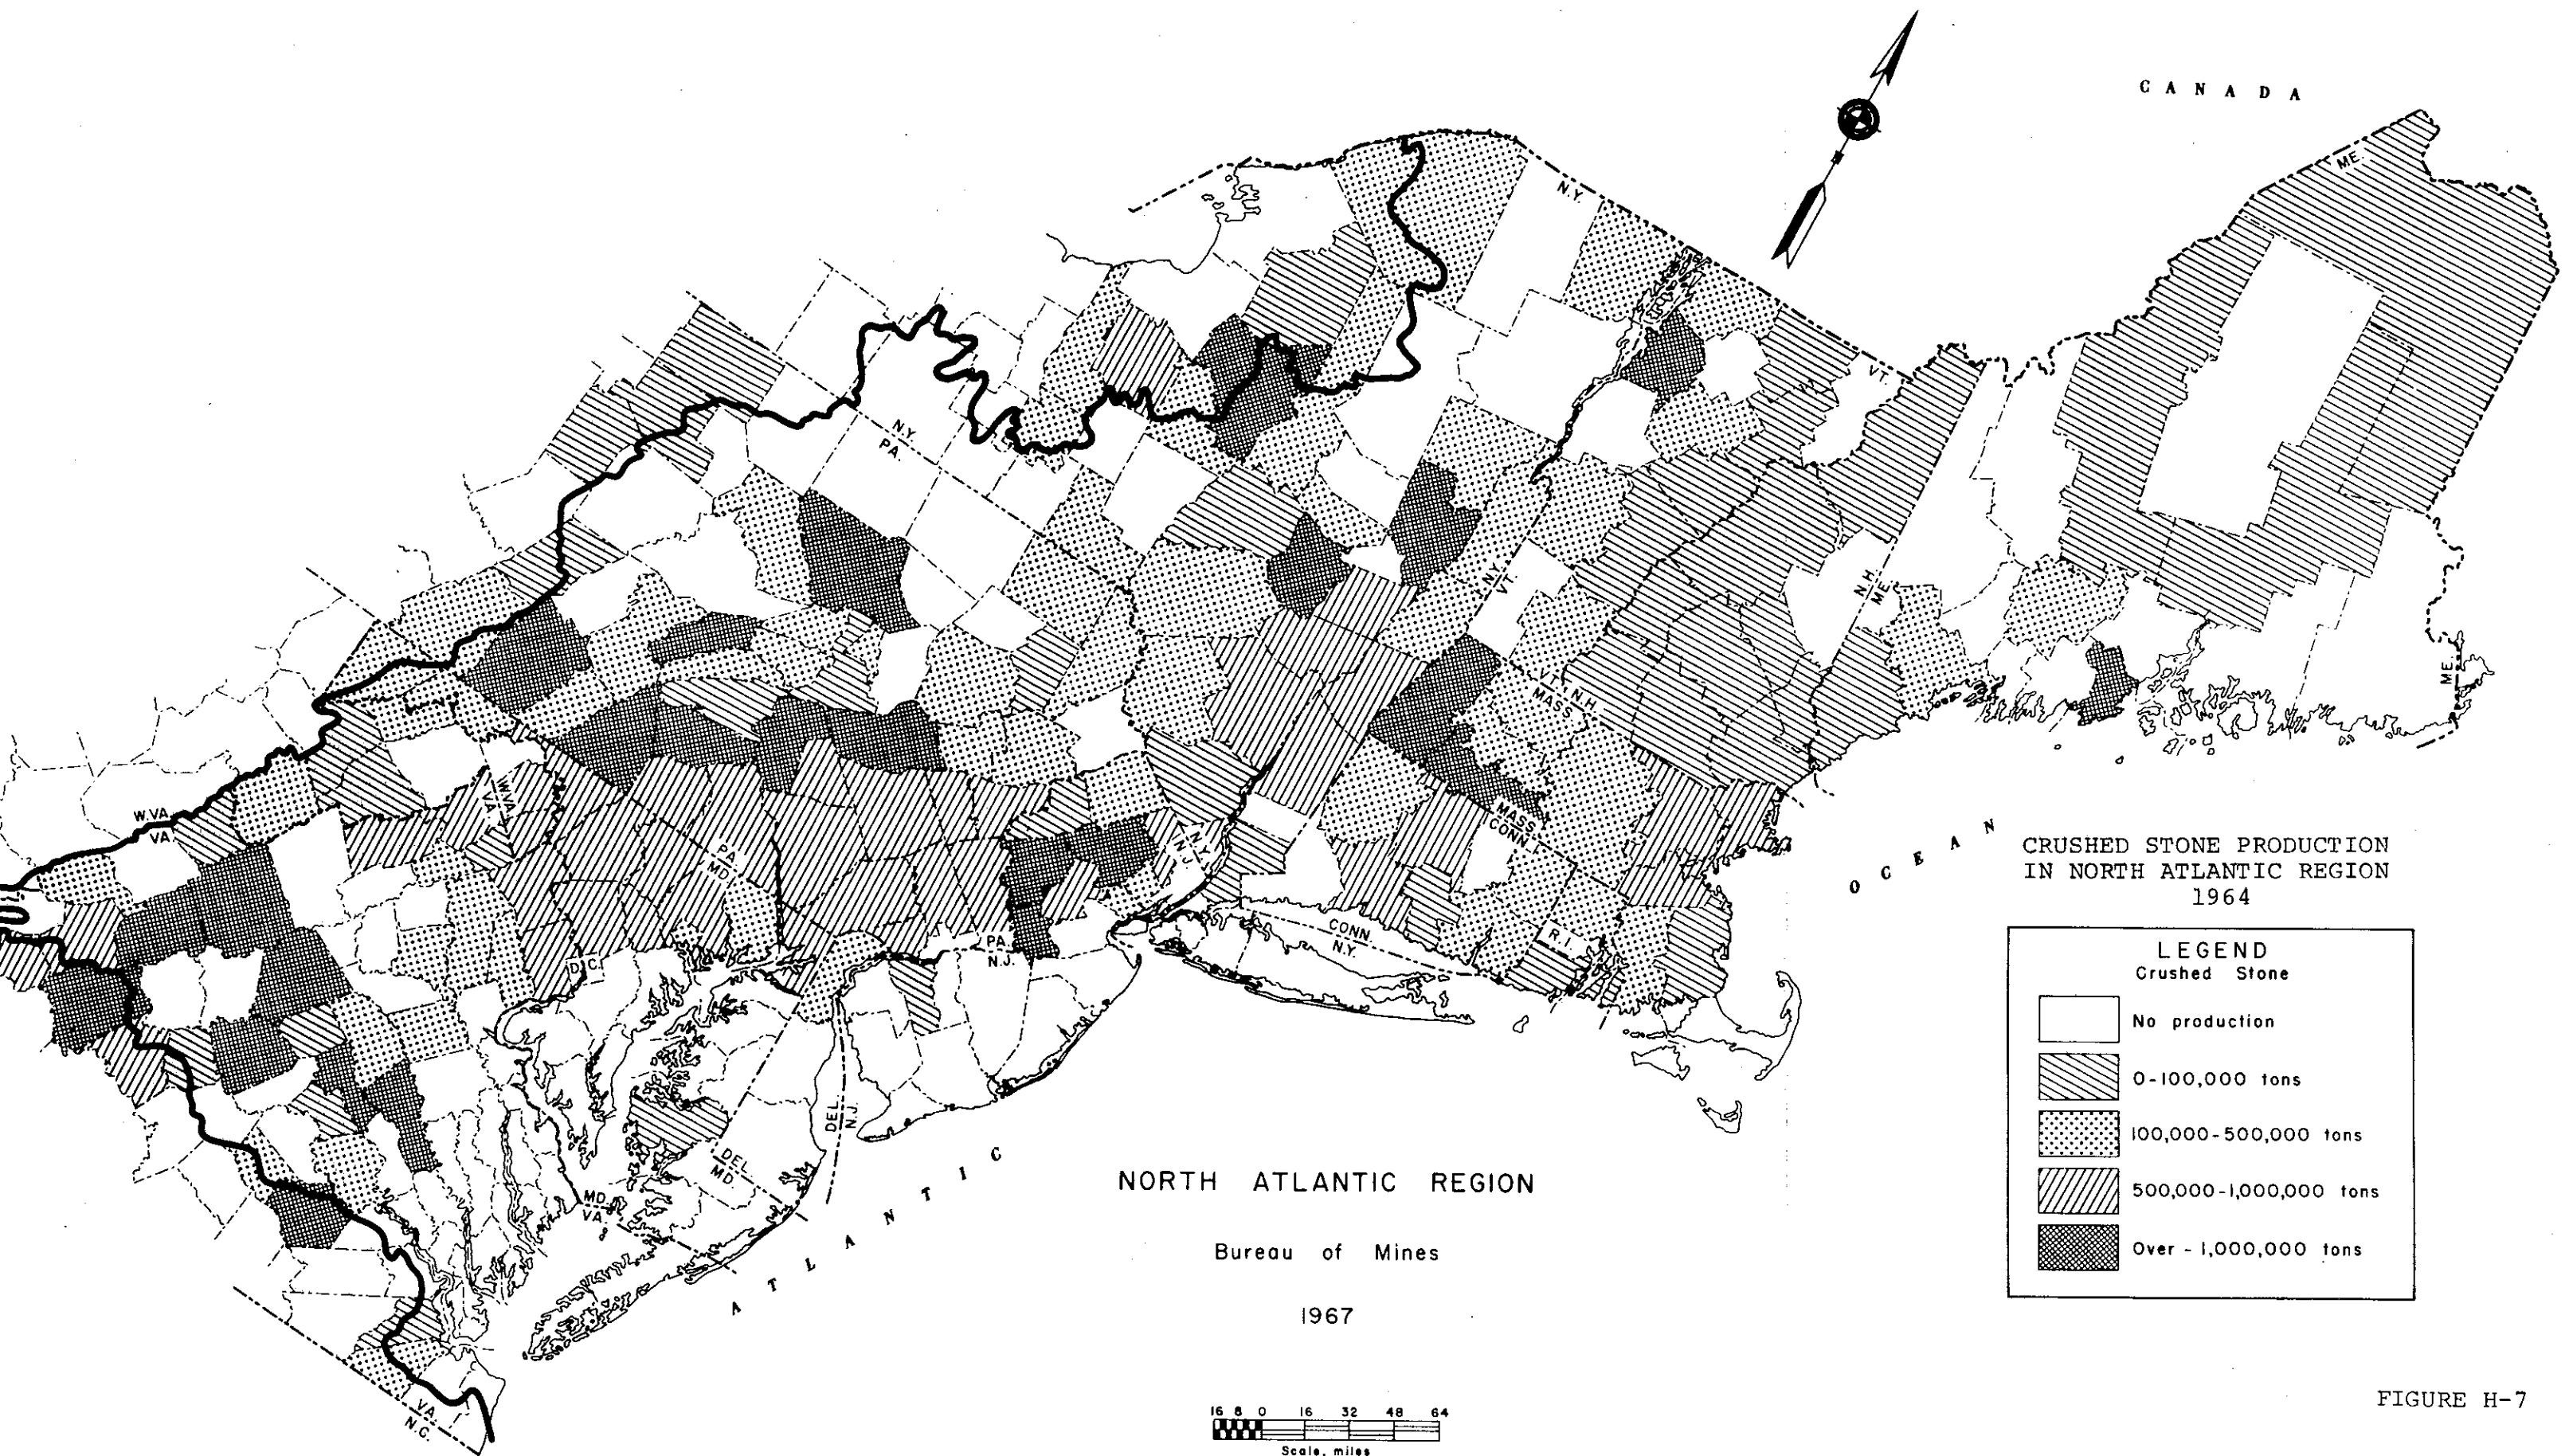 CANADA
ME.
N.Y.
VT.
N.Y.
PA.
N.Y.
VT.
N.H.
ME.
ME.
VT.
N.H.
MASS.
W.VA.
VA.
W.VA.
VA.
PA.
MD.
N.Y.
N.J.
MASS.
CONN.
D.C.
PA.
N.J.
CONN.
N.Y.
R.I.
DEL.
N.J.
DEL.
MD.
MD.
VA.
VA.
N.C.
ATLANTIC OCEAN
CRUSHED STONE PRODUCTION
IN NORTH ATLANTIC REGION
1964
LEGEND
Crushed Stone
No production
0-100,000 tons
100,000-500,000 tons
500,000-1,000,000 tons
Over - 1,000,000 tons
NORTH ATLANTIC REGION
Bureau of Mines
1967
16 8 0 16 32 48 64
Scale, miles
FIGURE H-7